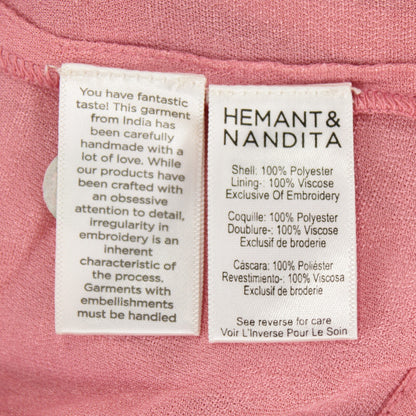 You have fantastic
taste! This garment
from India has
been carefully
handmade with a
lot of love. While
our products have
been crafted with
an obsessive
attention to detail,
irregularity in
embroidery is an
inherent
characteristic of
the process.
Garments with
embellishments
must be handled
HEMANT &
NANDITA
Shell: 100% Polyester
Lining-: 100% Viscose
Exclusive Of Embroidery
Coquille: 100% Polyester
Doublure-: 100% Viscose
Exclusif de broderie
Cáscara: 100% Poliéster
Revestimiento-: 100% Viscosa
Exclusif de broderie
See reverse for care
Voir L'Inverse Pour Le Soin